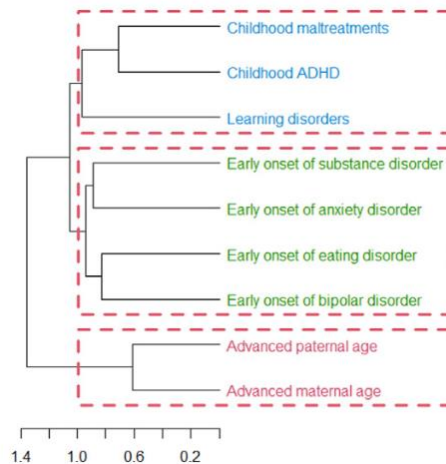 Childhood maltreatments
Childhood ADHD
Learning disorders
Early onset of substance disorder
Early onset of anxiety disorder
Early onset of eating disorder
Early onset of bipolar disorder
Advanced paternal age
Advanced maternal age
1.4 1.0 0.6 0.2